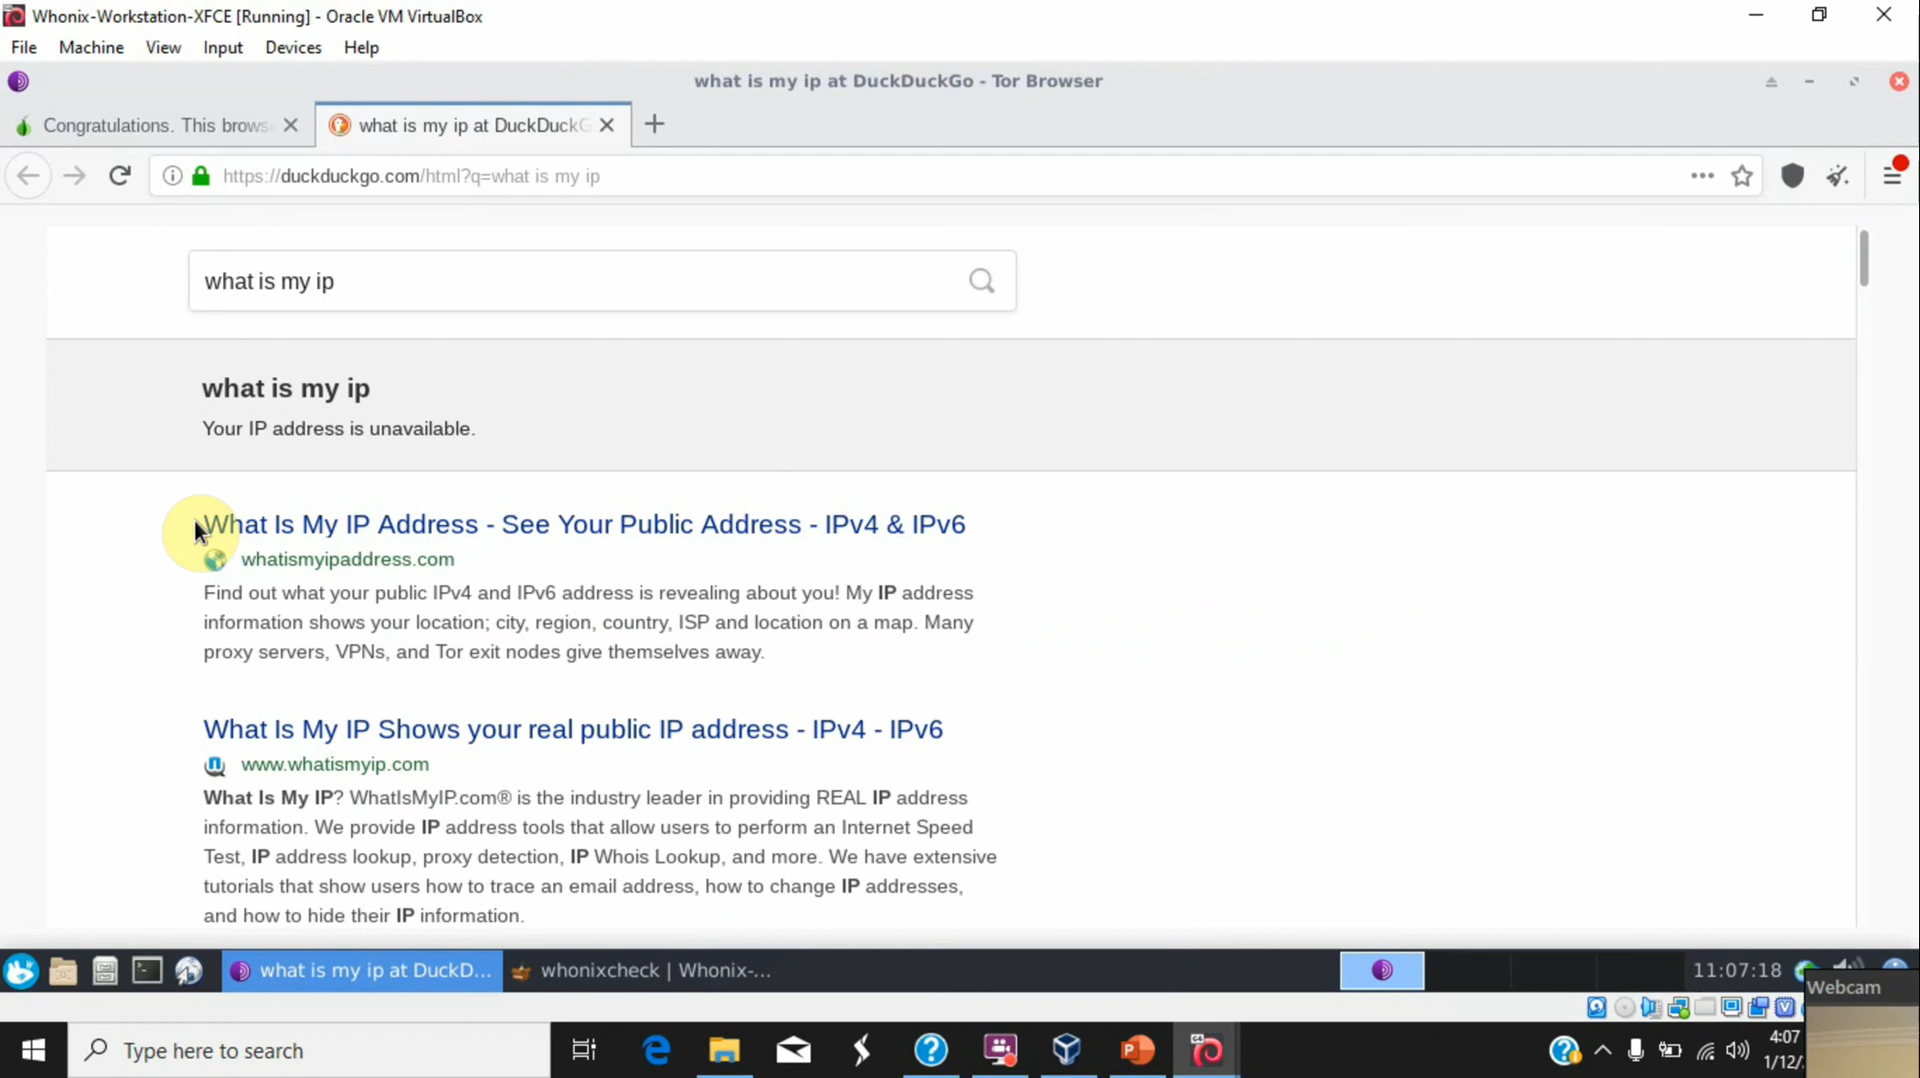 Whonix-Workstation-XFCE [Running] - Oracle VM VirtualBox
File Machine View Input Devices Help
what is my ip at DuckDuckGo - Tor Browser
Congratulations. This brows
what is my ip at DuckDuckG
https://duckduckgo.com/html?q=what is my ip
what is my ip
what is my ip
Your IP address is unavailable.
What Is My IP Address - See Your Public Address - IPv4 & IPv6
whatismyipaddress.com
Find out what your public IPv4 and IPv6 address is revealing about you! My IP address
information shows your location; city, region, country, ISP and location on a map. Many
proxy servers, VPNs, and Tor exit nodes give themselves away.
What Is My IP Shows your real public IP address - IPv4 - IPv6
www.whatismyip.com
What Is My IP? WhatIsMyIP.com® is the industry leader in providing REAL IP address
information. We provide IP address tools that allow users to perform an Internet Speed
Test, IP address lookup, proxy detection, IP Whois Lookup, and more. We have extensive
tutorials that show users how to trace an email address, how to change IP addresses,
and how to hide their IP information.
what is my ip at DuckD...
whonixcheck | Whonix-...
11:07:18
Webcam
Type here to search
4:07
1/12/